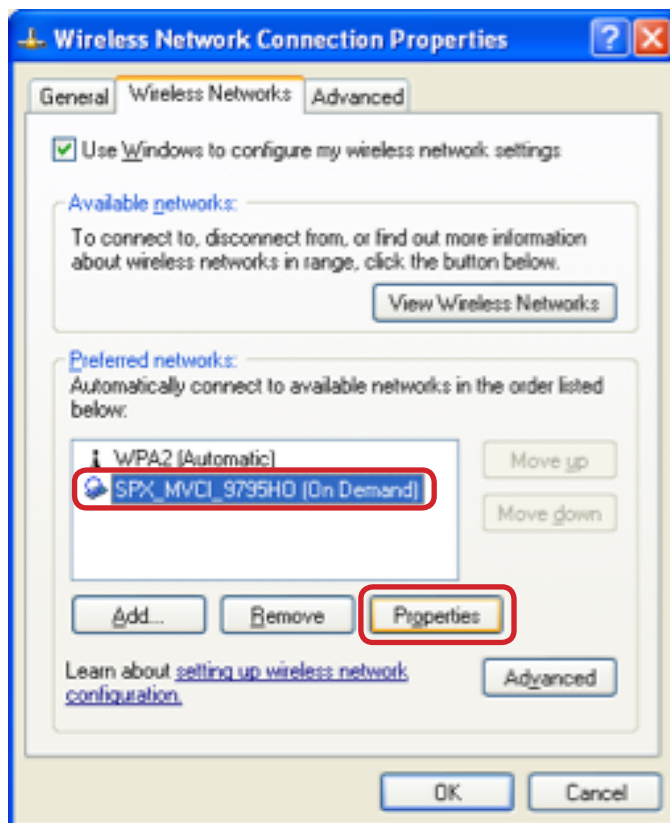 Wireless Network Connection Properties
General Wireless Networks Advanced
Use Windows to configure my wireless network settings
Available networks:
To connect to, disconnect from, or find out more information
about wireless networks in range, click the button below.
View Wireless Networks
Preferred networks:
Automatically connect to available networks in the order listed
below:
WPA2 (Automatic)
SPX_MVCI_9795HO (On Demand)
Move up
Move down
Add... Remove Properties
Learn about setting up wireless network
configuration.
Advanced
OK Cancel